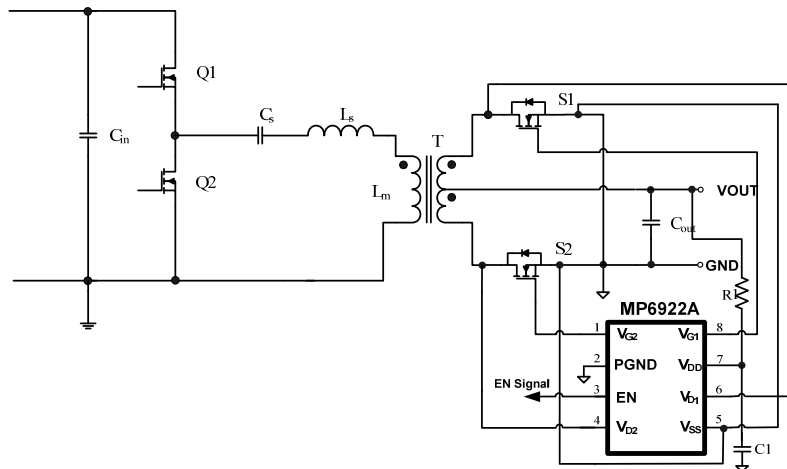 Q1
Cs
Ls
T
S1
Cin
Q2
Lm
VOUT
Cout
S2
GND
R1
MP6922A
1 VG2 VG1 8
2 PGND VDD 7
EN Signal 3 EN VD1 6
4 VD2 VSS 5
C1